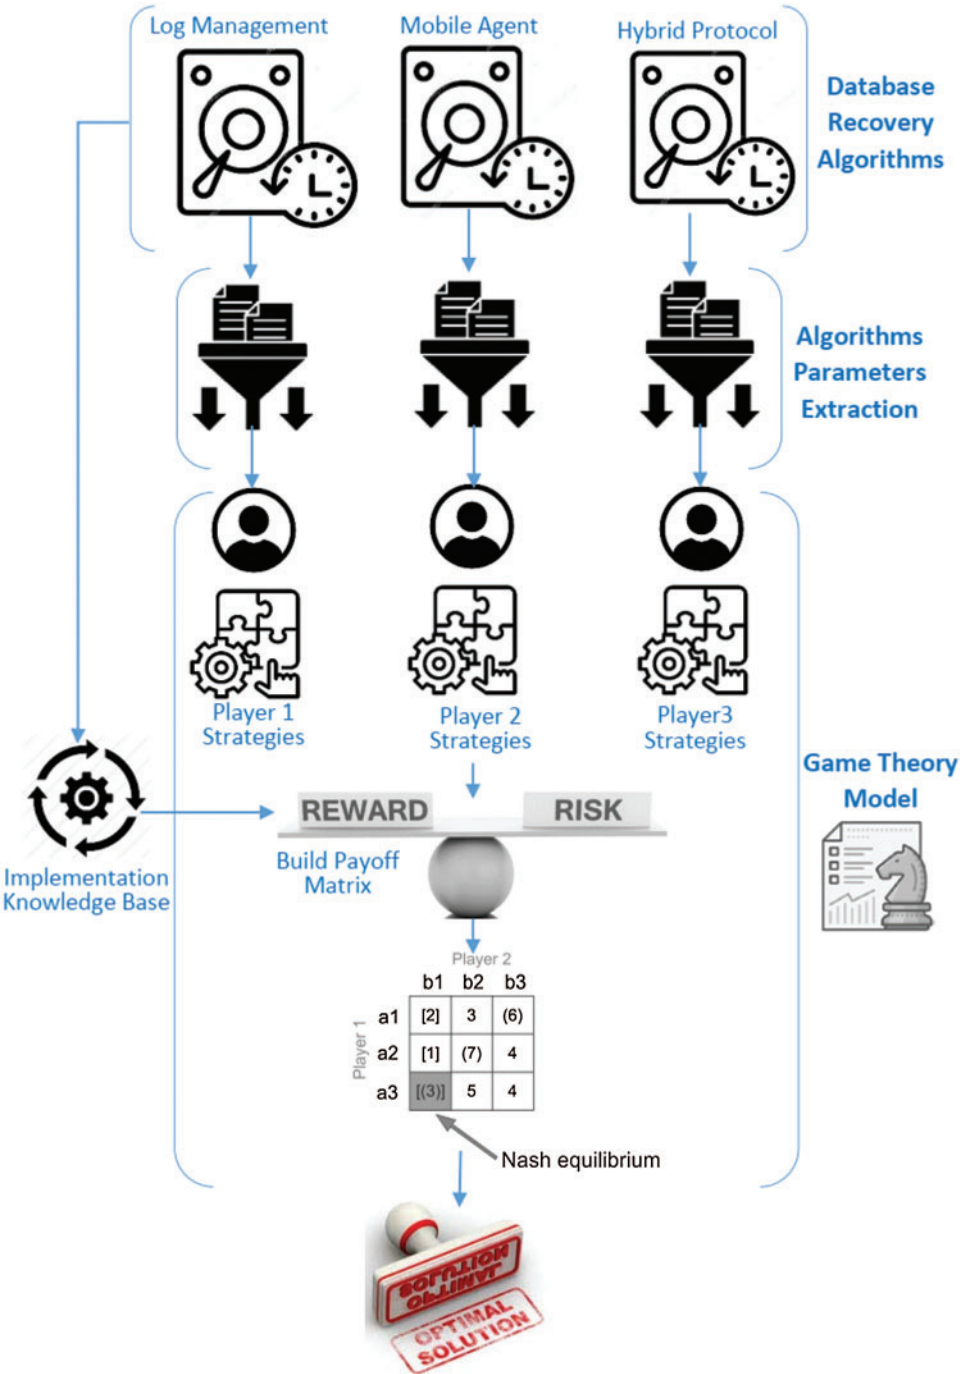 Log Management
Mobile Agent
Hybrid Protocol
Database
Recovery
Algorithms
Algorithms
Parameters
Extraction
Player 1
Strategies
Player 2
Strategies
Player3
Strategies
Game Theory
Model
REWARD
RISK
Build Payoff
Matrix
Implementation
Knowledge Base
Player 2
b1 b2 b3
Player 1
a1 [2] 3 (6)
a2 [1] (7) 4
a3 [(3)] 5 4
Nash equilibrium
OPTIMAL
SOLUTION
OPTIMAL
SOLUTION